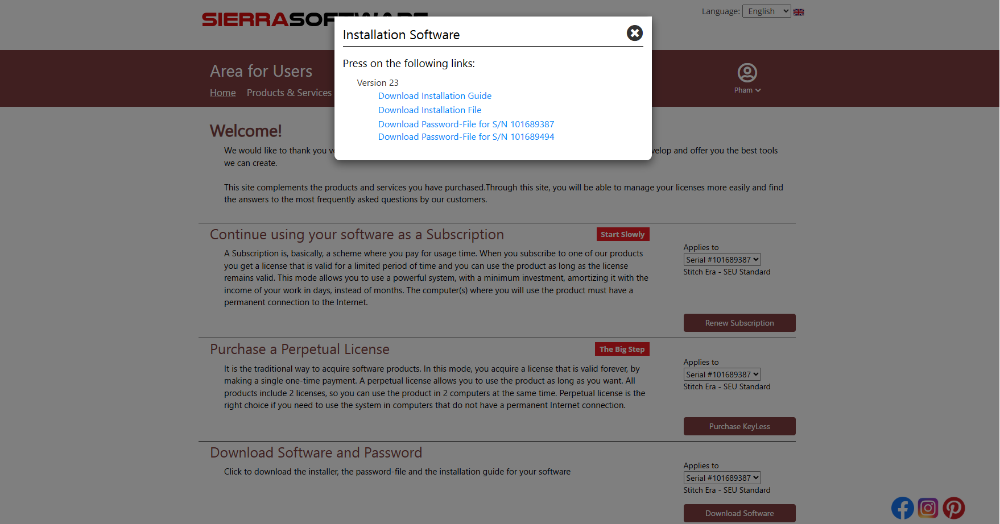 SIERRASOFTWARE
Language: English
Installation Software
Press on the following links:
Version 23
Download Installation Guide
Download Installation File
Download Password-File for S/N 101689387
Download Password-File for S/N 101689494
Area for Users
Home Products & Services
Pham
Welcome!
We would like to thank you velop and offer you the best tools
we can create.
This site complements the products and services you have purchased.Through this site, you will be able to manage your licenses more easily and find
the answers to the most frequently asked questions by our customers.
Continue using your software as a Subscription
Start Slowly
A Subscription is, basically, a scheme where you pay for usage time. When you subscribe to one of our products
you get a license that is valid for a limited period of time and you can use the product as long as the license
remains valid. This mode allows you to use a powerful system, with a minimum investment, amortizing it with the
income of your work in days, instead of months. The computer(s) where you will use the product must have a
permanent connection to the Internet.
Applies to
Serial #101689387
Stitch Era - SEU Standard
Renew Subscription
Purchase a Perpetual License
The Big Step
It is the traditional way to acquire software products. In this mode, you acquire a license that is valid forever, by
making a single one-time payment. A perpetual license allows you to use the product as long as you want. All
products include 2 licenses, so you can use the product in 2 computers at the same time. Perpetual license is the
right choice if you need to use the system in computers that do not have a permanent Internet connection.
Applies to
Serial #101689387
Stitch Era - SEU Standard
Purchase KeyLess
Download Software and Password
Click to download the installer, the password-file and the installation guide for your software
Applies to
Serial #101689387
Stitch Era - SEU Standard
Download Software